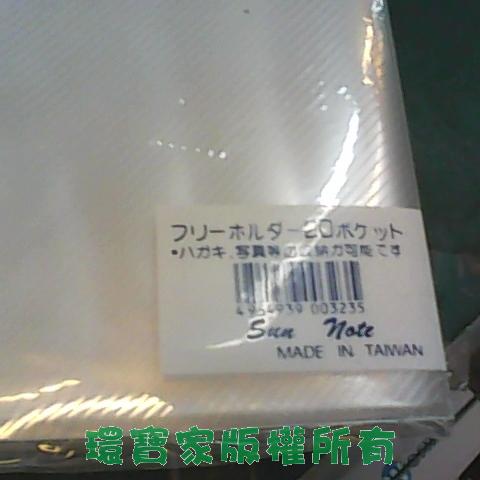 フリーホルダー20ポケット
・ハガキ、写真等の収納が可能です
4964939 003235
Sun Note
MADE IN TAIWAN
環寶家版權所有